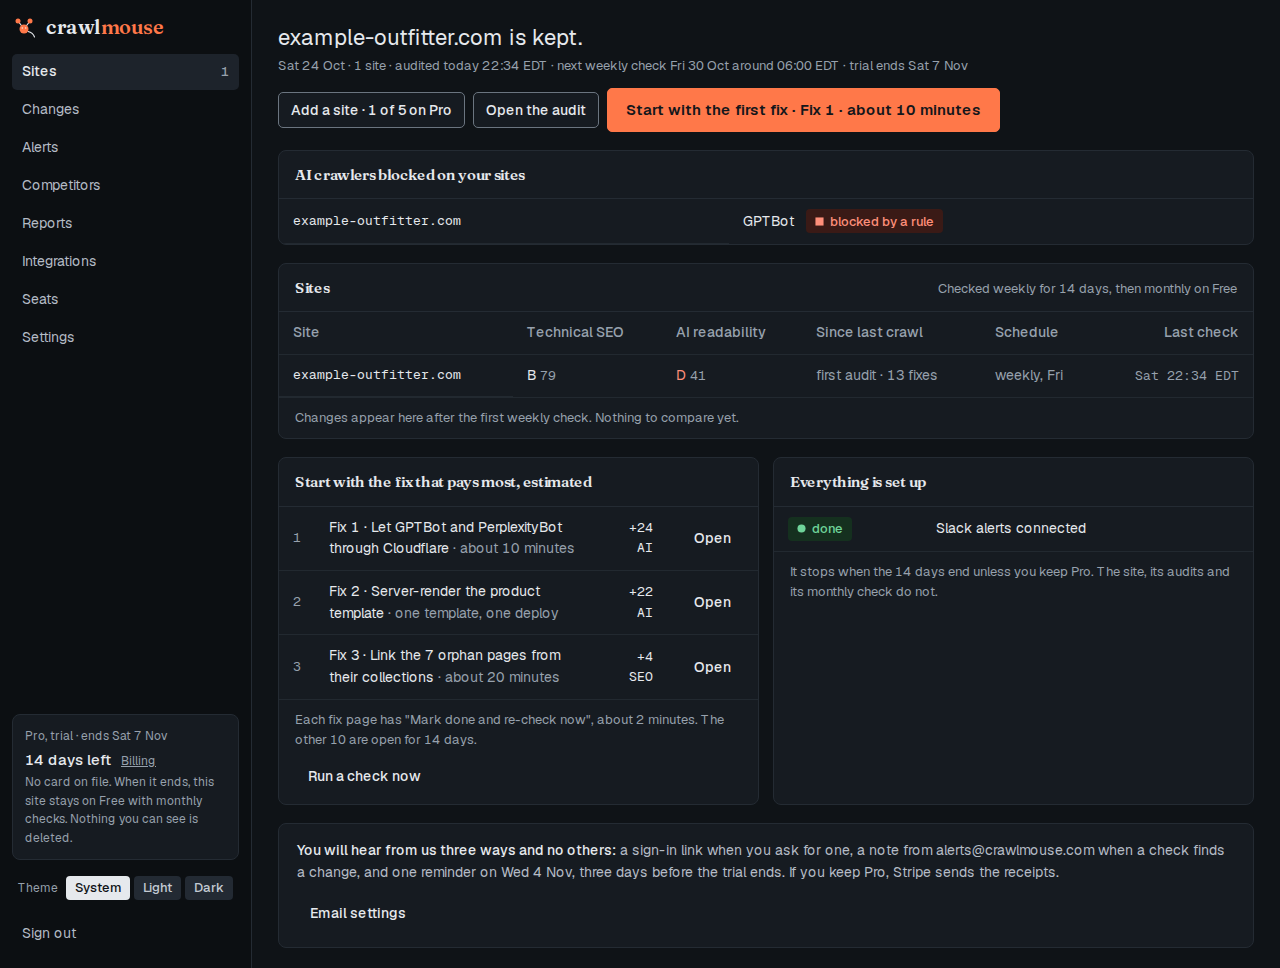 crawlmouse
Sites 1
Changes
Alerts
Competitors
Reports
Integrations
Seats
Settings
Pro, trial · ends Sat 7 Nov
14 days left Billing
No card on file. When it ends, this
site stays on Free with monthly
checks. Nothing you can see is
deleted.
Theme System Light Dark
Sign out
example-outfitter.com is kept.
Sat 24 Oct · 1 site · audited today 22:34 EDT · next weekly check Fri 30 Oct around 06:00 EDT · trial ends Sat 7 Nov
Add a site · 1 of 5 on Pro Open the audit Start with the first fix · Fix 1 · about 10 minutes
AI crawlers blocked on your sites
example-outfitter.com GPTBot blocked by a rule
Sites Checked weekly for 14 days, then monthly on Free
Site Technical SEO AI readability Since last crawl Schedule Last check
example-outfitter.com B 79 D 41 first audit · 13 fixes weekly, Fri Sat 22:34 EDT
Changes appear here after the first weekly check. Nothing to compare yet.
Start with the fix that pays most, estimated
1 Fix 1 · Let GPTBot and PerplexityBot +24 Open
through Cloudflare · about 10 minutes AI
2 Fix 2 · Server-render the product +22 Open
template · one template, one deploy AI
3 Fix 3 · Link the 7 orphan pages from +4 Open
their collections · about 20 minutes SEO
Each fix page has "Mark done and re-check now", about 2 minutes. The
other 10 are open for 14 days.
Run a check now
Everything is set up
done Slack alerts connected
It stops when the 14 days end unless you keep Pro. The site, its audits and
its monthly check do not.
You will hear from us three ways and no others: a sign-in link when you ask for one, a note from alerts@crawlmouse.com when a check finds
a change, and one reminder on Wed 4 Nov, three days before the trial ends. If you keep Pro, Stripe sends the receipts.
Email settings